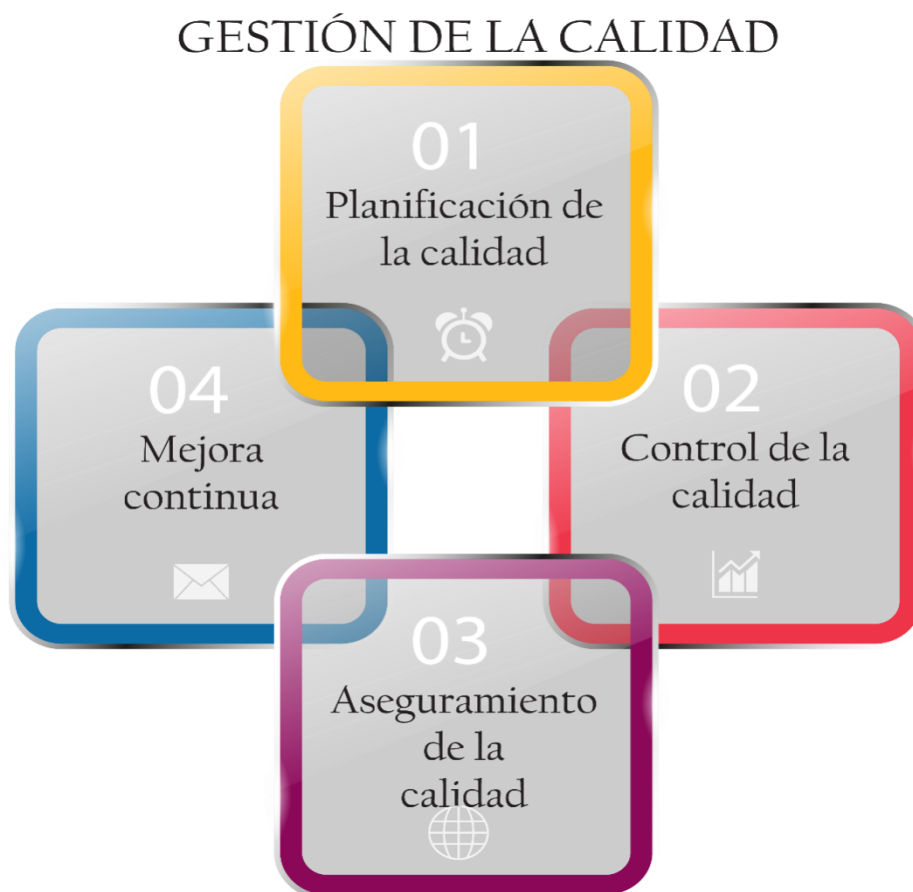 GESTIÓN DE LA CALIDAD
01
Planificación de
la calidad
02
Control de la
calidad
03
Aseguramiento
de la
calidad
04
Mejora
continua